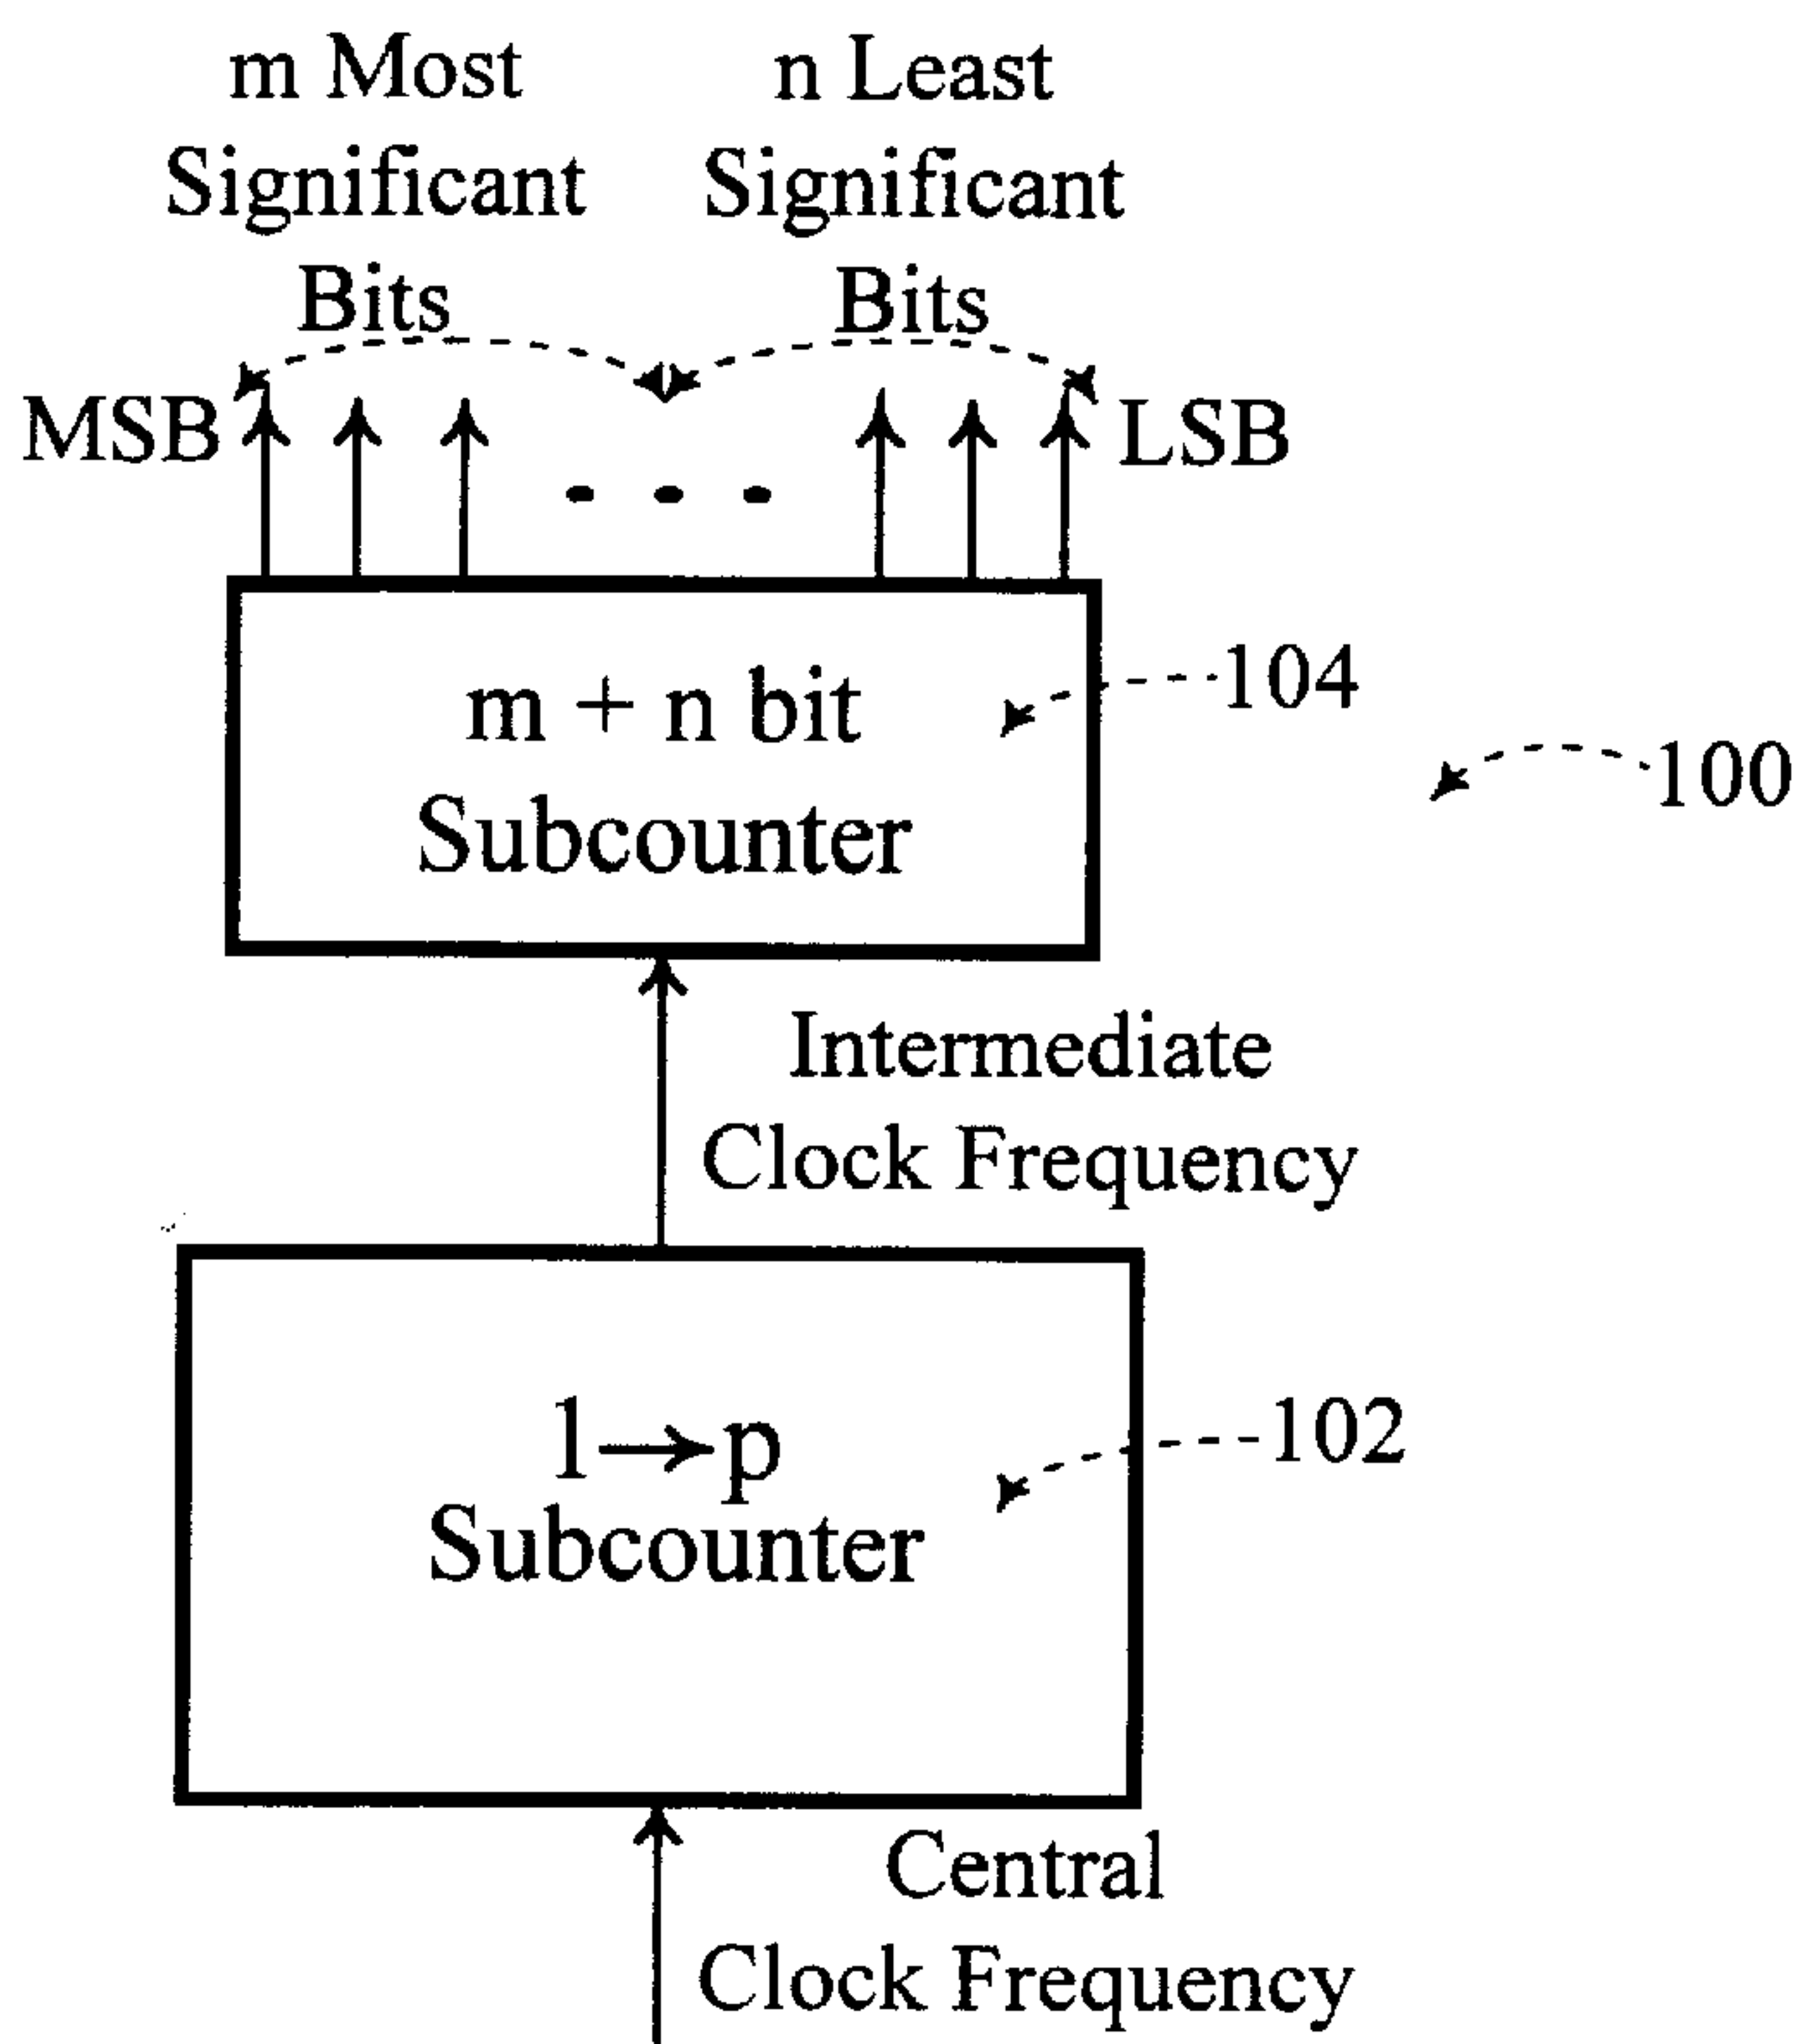 m Most
Significant
Bits
n Least
Significant
Bits
MSB
LSB
m + n bit
Subcounter
104
100
Intermediate
Clock Frequency
1→p
Subcounter
102
Central
Clock Frequency